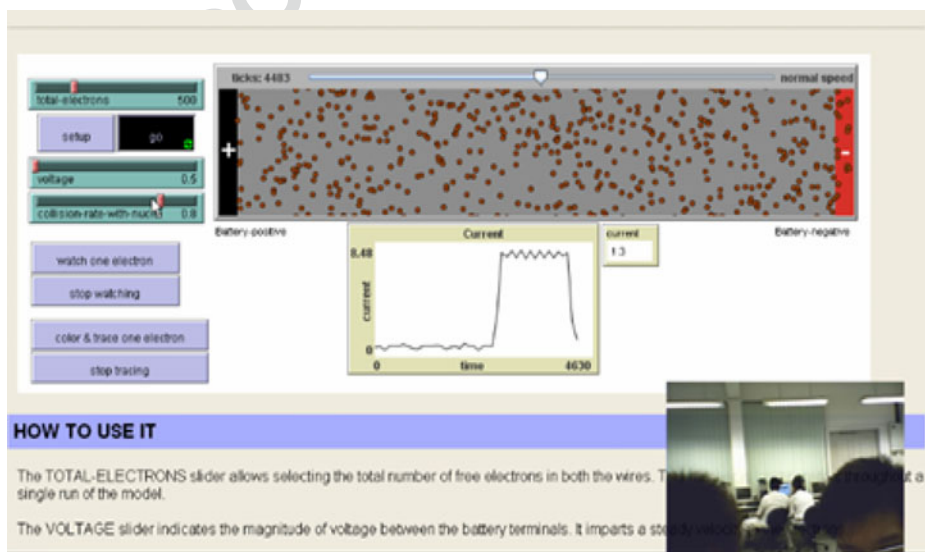 ticks: 4483
normal speed
total-electrons 500
setup
go
+
-
voltage 0.5
collision-rate-with-nuclei 0.8
Battery-positive
Battery-negative
watch one electron
stop watching
color & trace one electron
stop tracing
Current
8.48
current
0
0
time
4630
current
1.3
HOW TO USE IT
The TOTAL-ELECTRONS slider allows selecting the total number of free electrons in both the wires. throughout a
single run of the model.
The VOLTAGE slider indicates the magnitude of voltage between the battery terminals. It imparts a steady